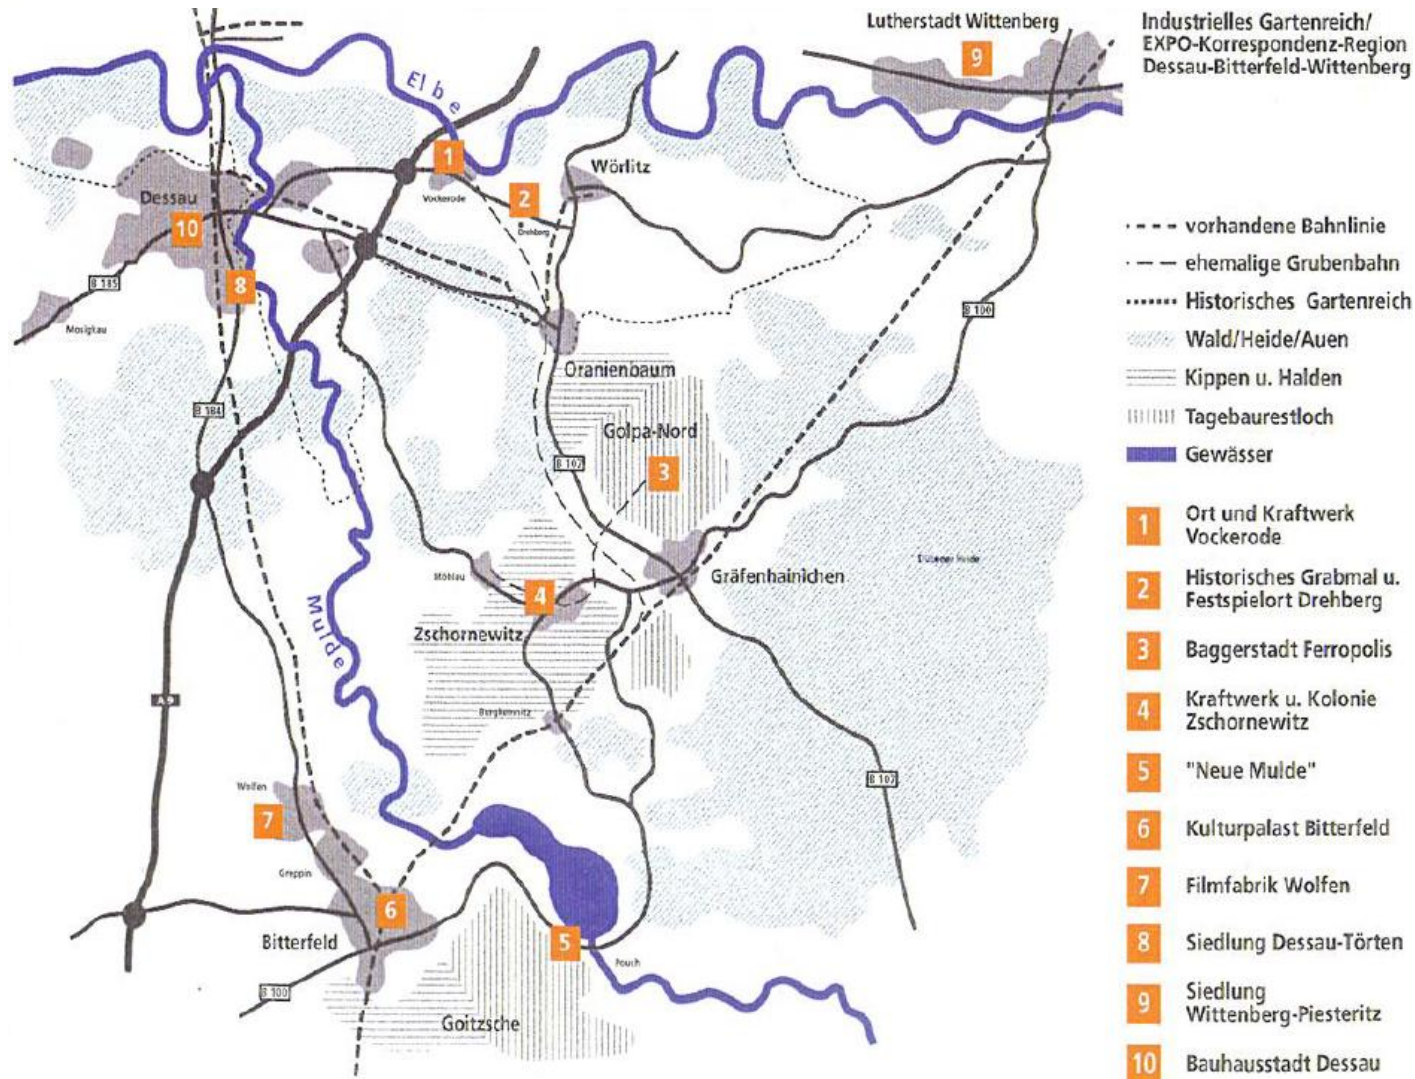 Lutherstadt Wittenberg
9
Industrielles Gartenreich/
EXPO-Korrespondenz-Region
Dessau-Bitterfeld-Wittenberg
Elbe
1
Vockerode
Wörlitz
2
Drehberg
Dessau
10
8
B 185
Mosigkau
B 100
Oranienbaum
B 184
Golpa-Nord
3
B 107
Möhlau
4
Gräfenhainichen
Dübener Heide
Zschornewitz
Mulde
A 9
Burgkemnitz
B 107
Wolfen
7
Greppin
6
Bitterfeld
5
Pouch
B 100
Goitzsche
vorhandene Bahnlinie
ehemalige Grubenbahn
Historisches Gartenreich
Wald/Heide/Auen
Kippen u. Halden
Tagebaurestloch
Gewässer
1 Ort und Kraftwerk
Vockerode
2 Historisches Grabmal u.
Festspielort Drehberg
3 Baggerstadt Ferropolis
4 Kraftwerk u. Kolonie
Zschornewitz
5 "Neue Mulde"
6 Kulturpalast Bitterfeld
7 Filmfabrik Wolfen
8 Siedlung Dessau-Törten
9 Siedlung
Wittenberg-Piesteritz
10 Bauhausstadt Dessau